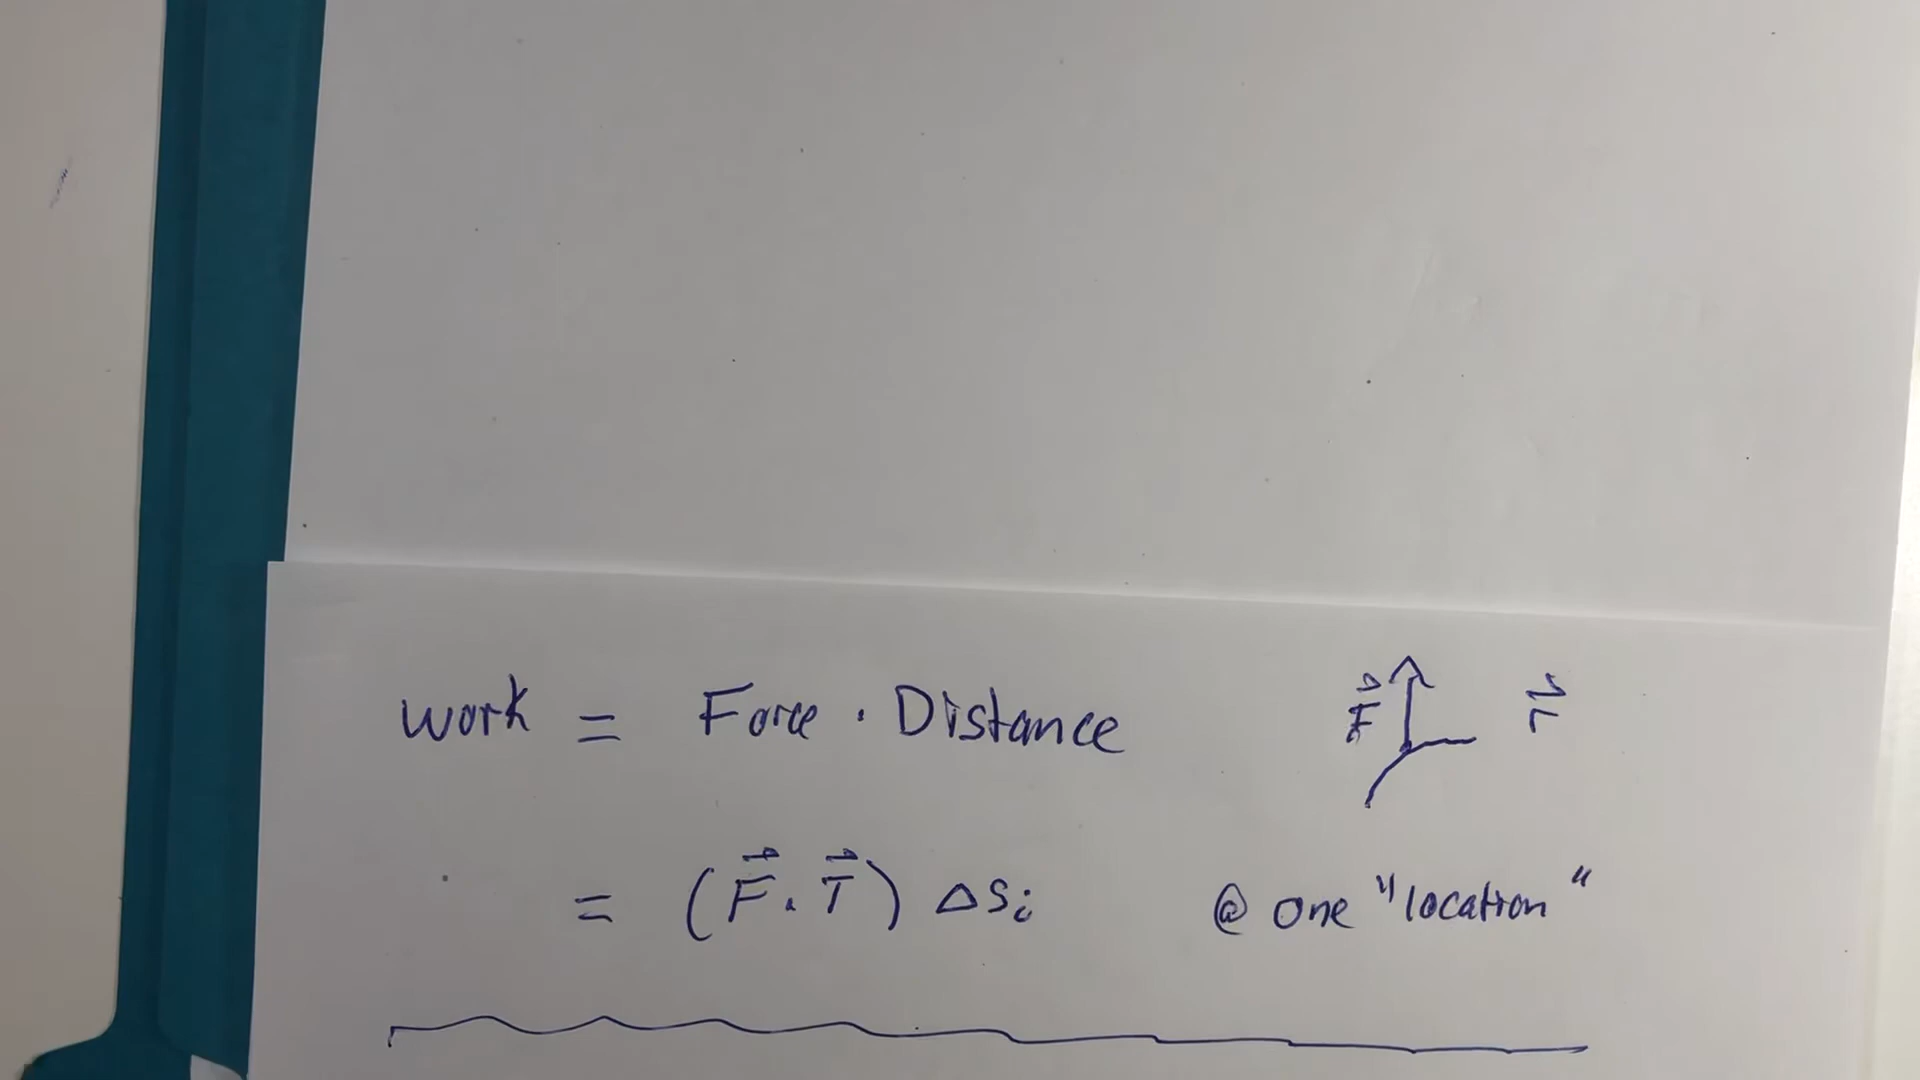 work = Force · Distance
F⃗ r⃗
= (F⃗ · T⃗) Δsᵢ @ one "location"